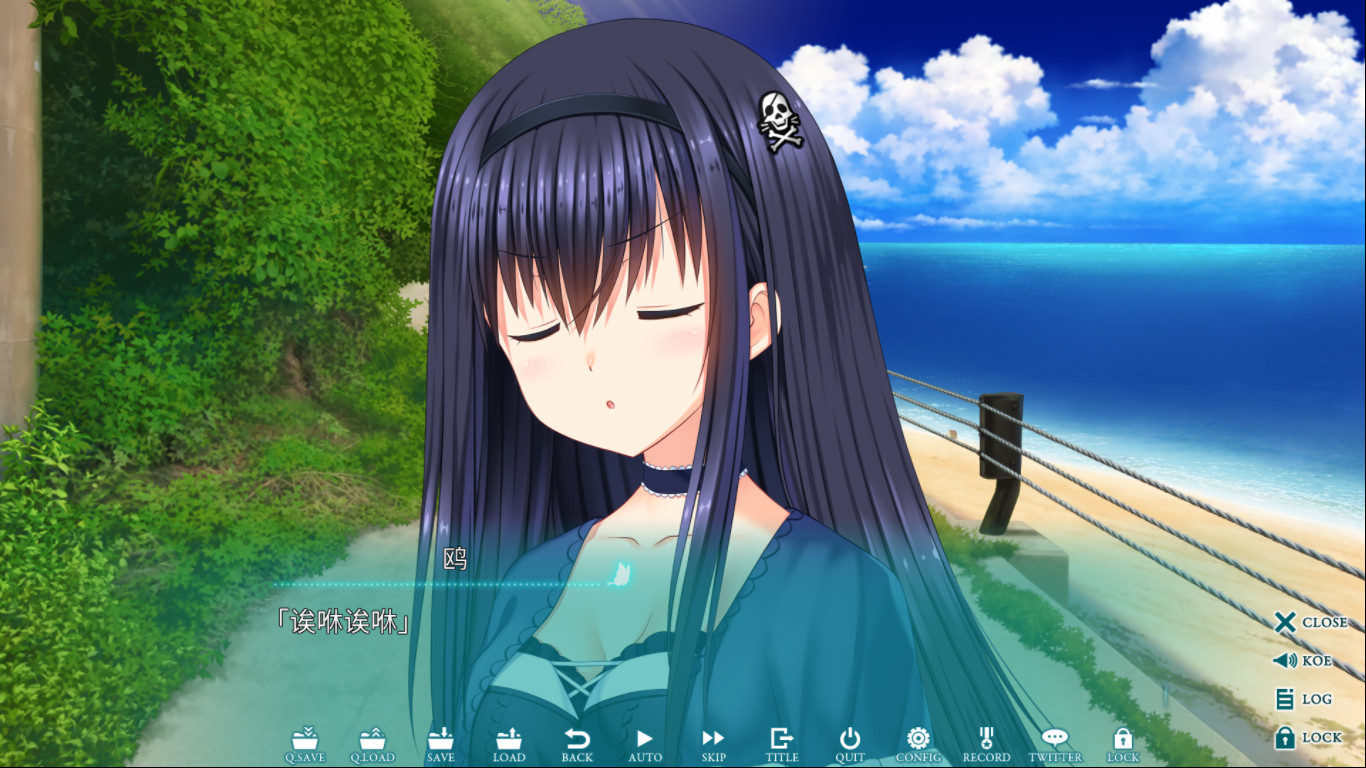 鸥
「诶咻诶咻」
CLOSE
KOE
LOG
LOCK
Q.SAVE
Q.LOAD
SAVE
LOAD
BACK
AUTO
SKIP
TITLE
QUIT
CONFIG
RECORD
TWITTER
LOCK